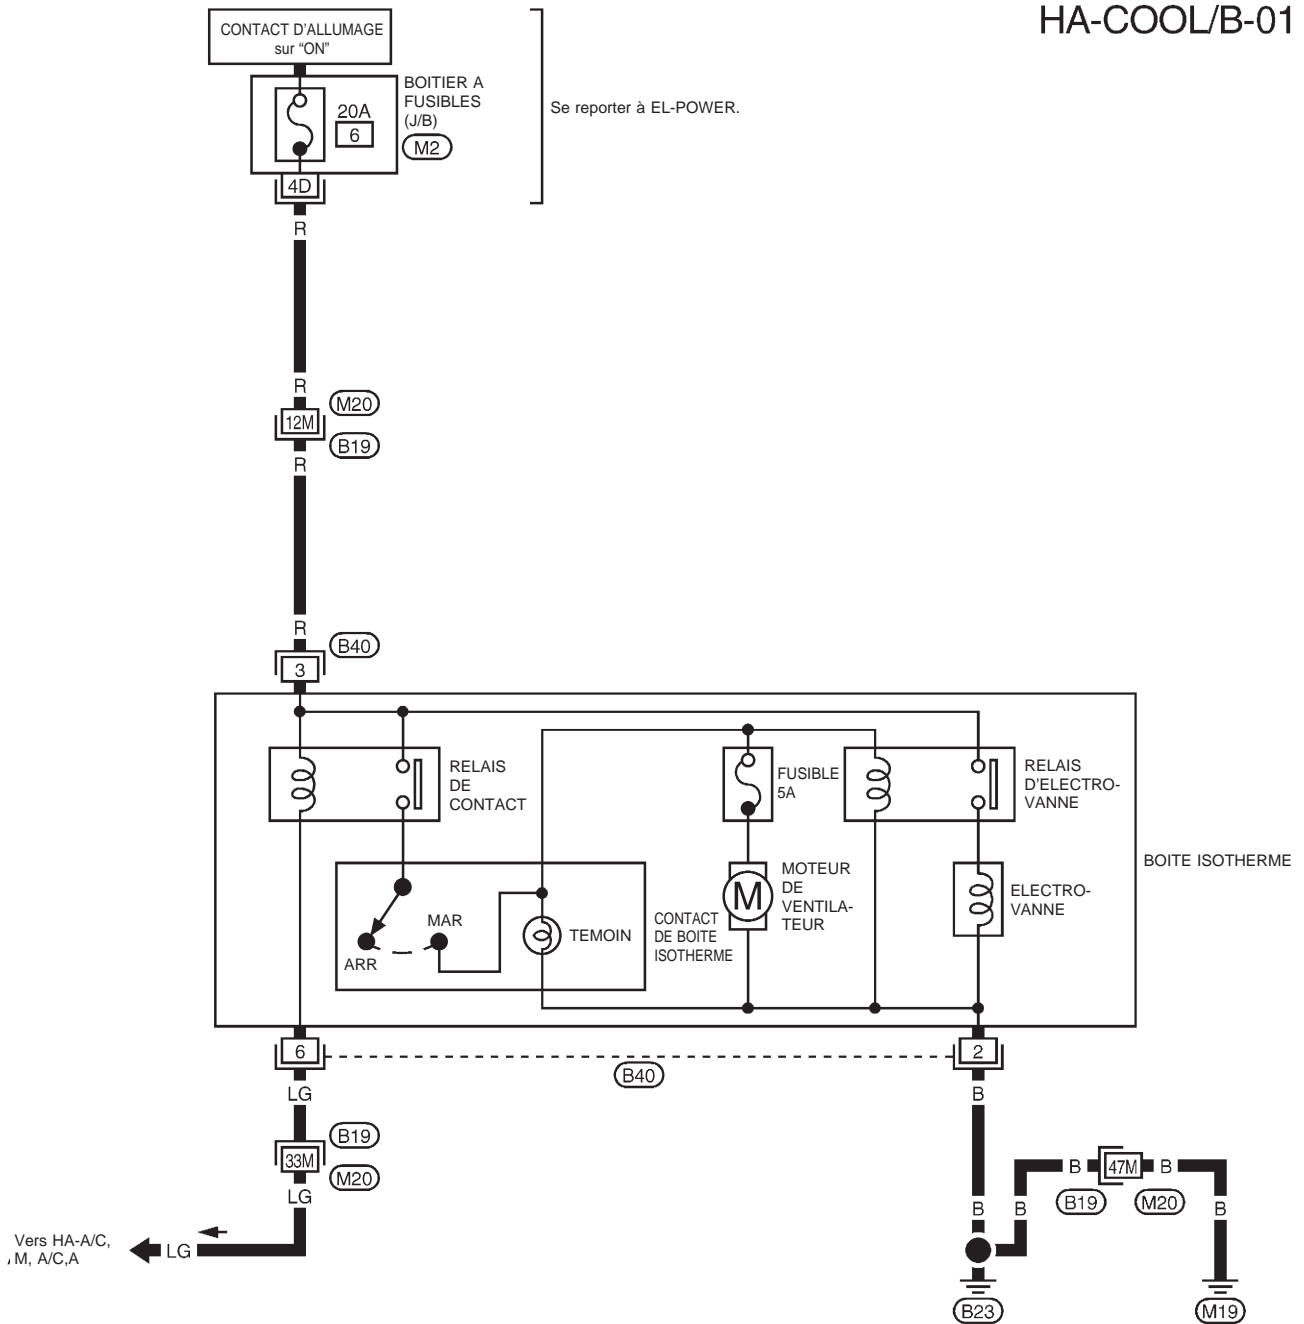 HA-COOL/B-01
CONTACT D'ALLUMAGE
sur “ON”
BOITIER A
FUSIBLES
(J/B)
M2
20A
6
Se reporter à EL-POWER.
4D
R
R
M20
12M
B19
R
R
B40
3
RELAIS
DE
CONTACT
FUSIBLE
5A
RELAIS
D'ELECTRO-
VANNE
BOITE ISOTHERME
MAR
ARR
TEMOIN
CONTACT
DE BOITE
ISOTHERME
M
MOTEUR
DE
VENTILA-
TEUR
ELECTRO-
VANNE
6
2
B40
LG
B
B19
33M
M20
LG
B
47M
B
B19
M20
B
B
B
Vers HA-A/C,
M, A/C,A
LG
B23
M19